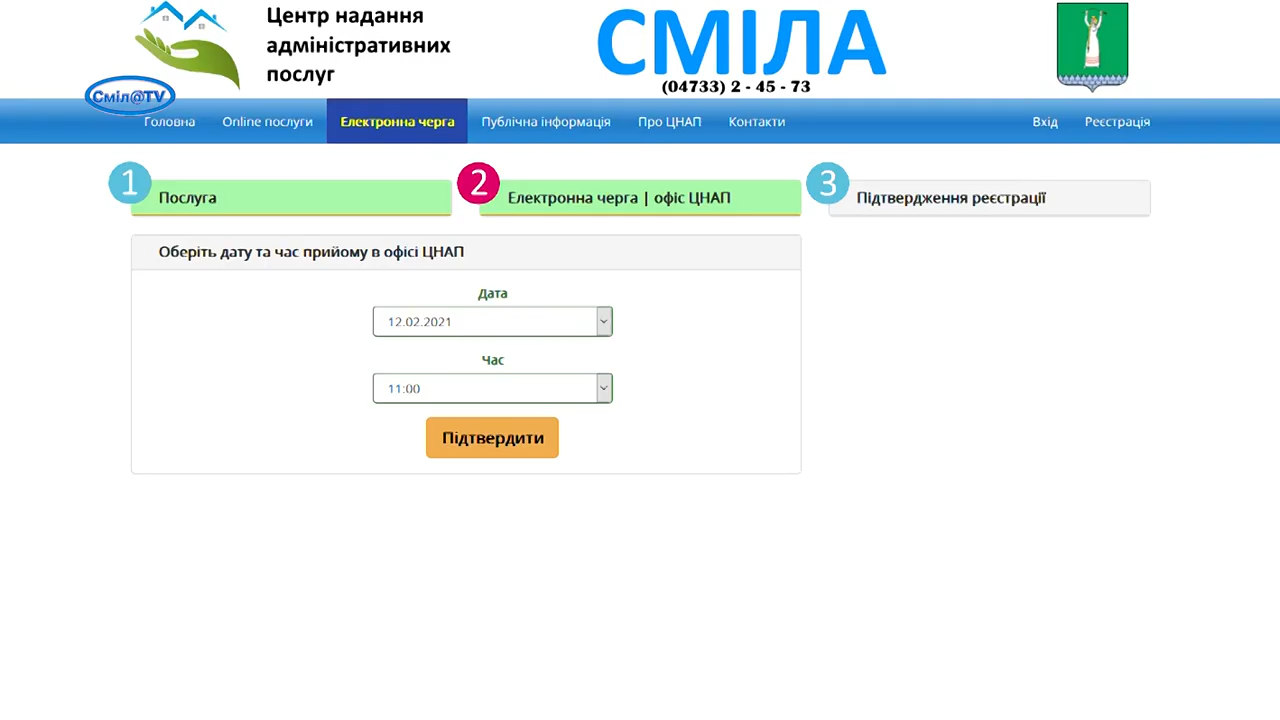 Центр надання
адміністративних
послуг
СМІЛА
(04733) 2 - 45 - 73
Сміл@TV
Головна
Online послуги
Електронна черга
Публічна інформація
Про ЦНАП
Контакти
Вхід
Реєстрація
1
Послуга
2
Електронна черга | офіс ЦНАП
3
Підтвердження реєстрації
Оберіть дату та час прийому в офісі ЦНАП
Дата
12.02.2021
Час
11:00
Підтвердити